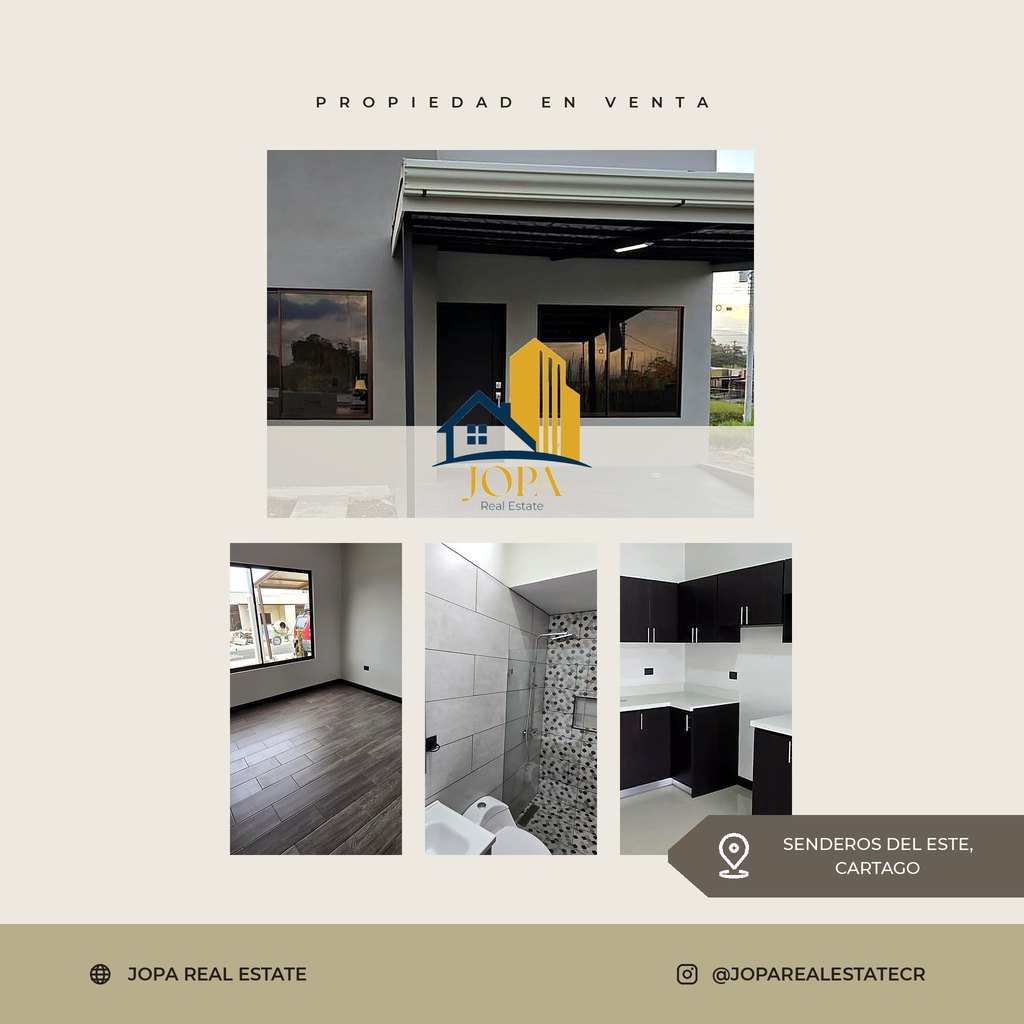 PROPIEDAD EN VENTA
JOPA
Real Estate
SENDEROS DEL ESTE,
CARTAGO
JOPA REAL ESTATE
@JOPAREALESTATECR